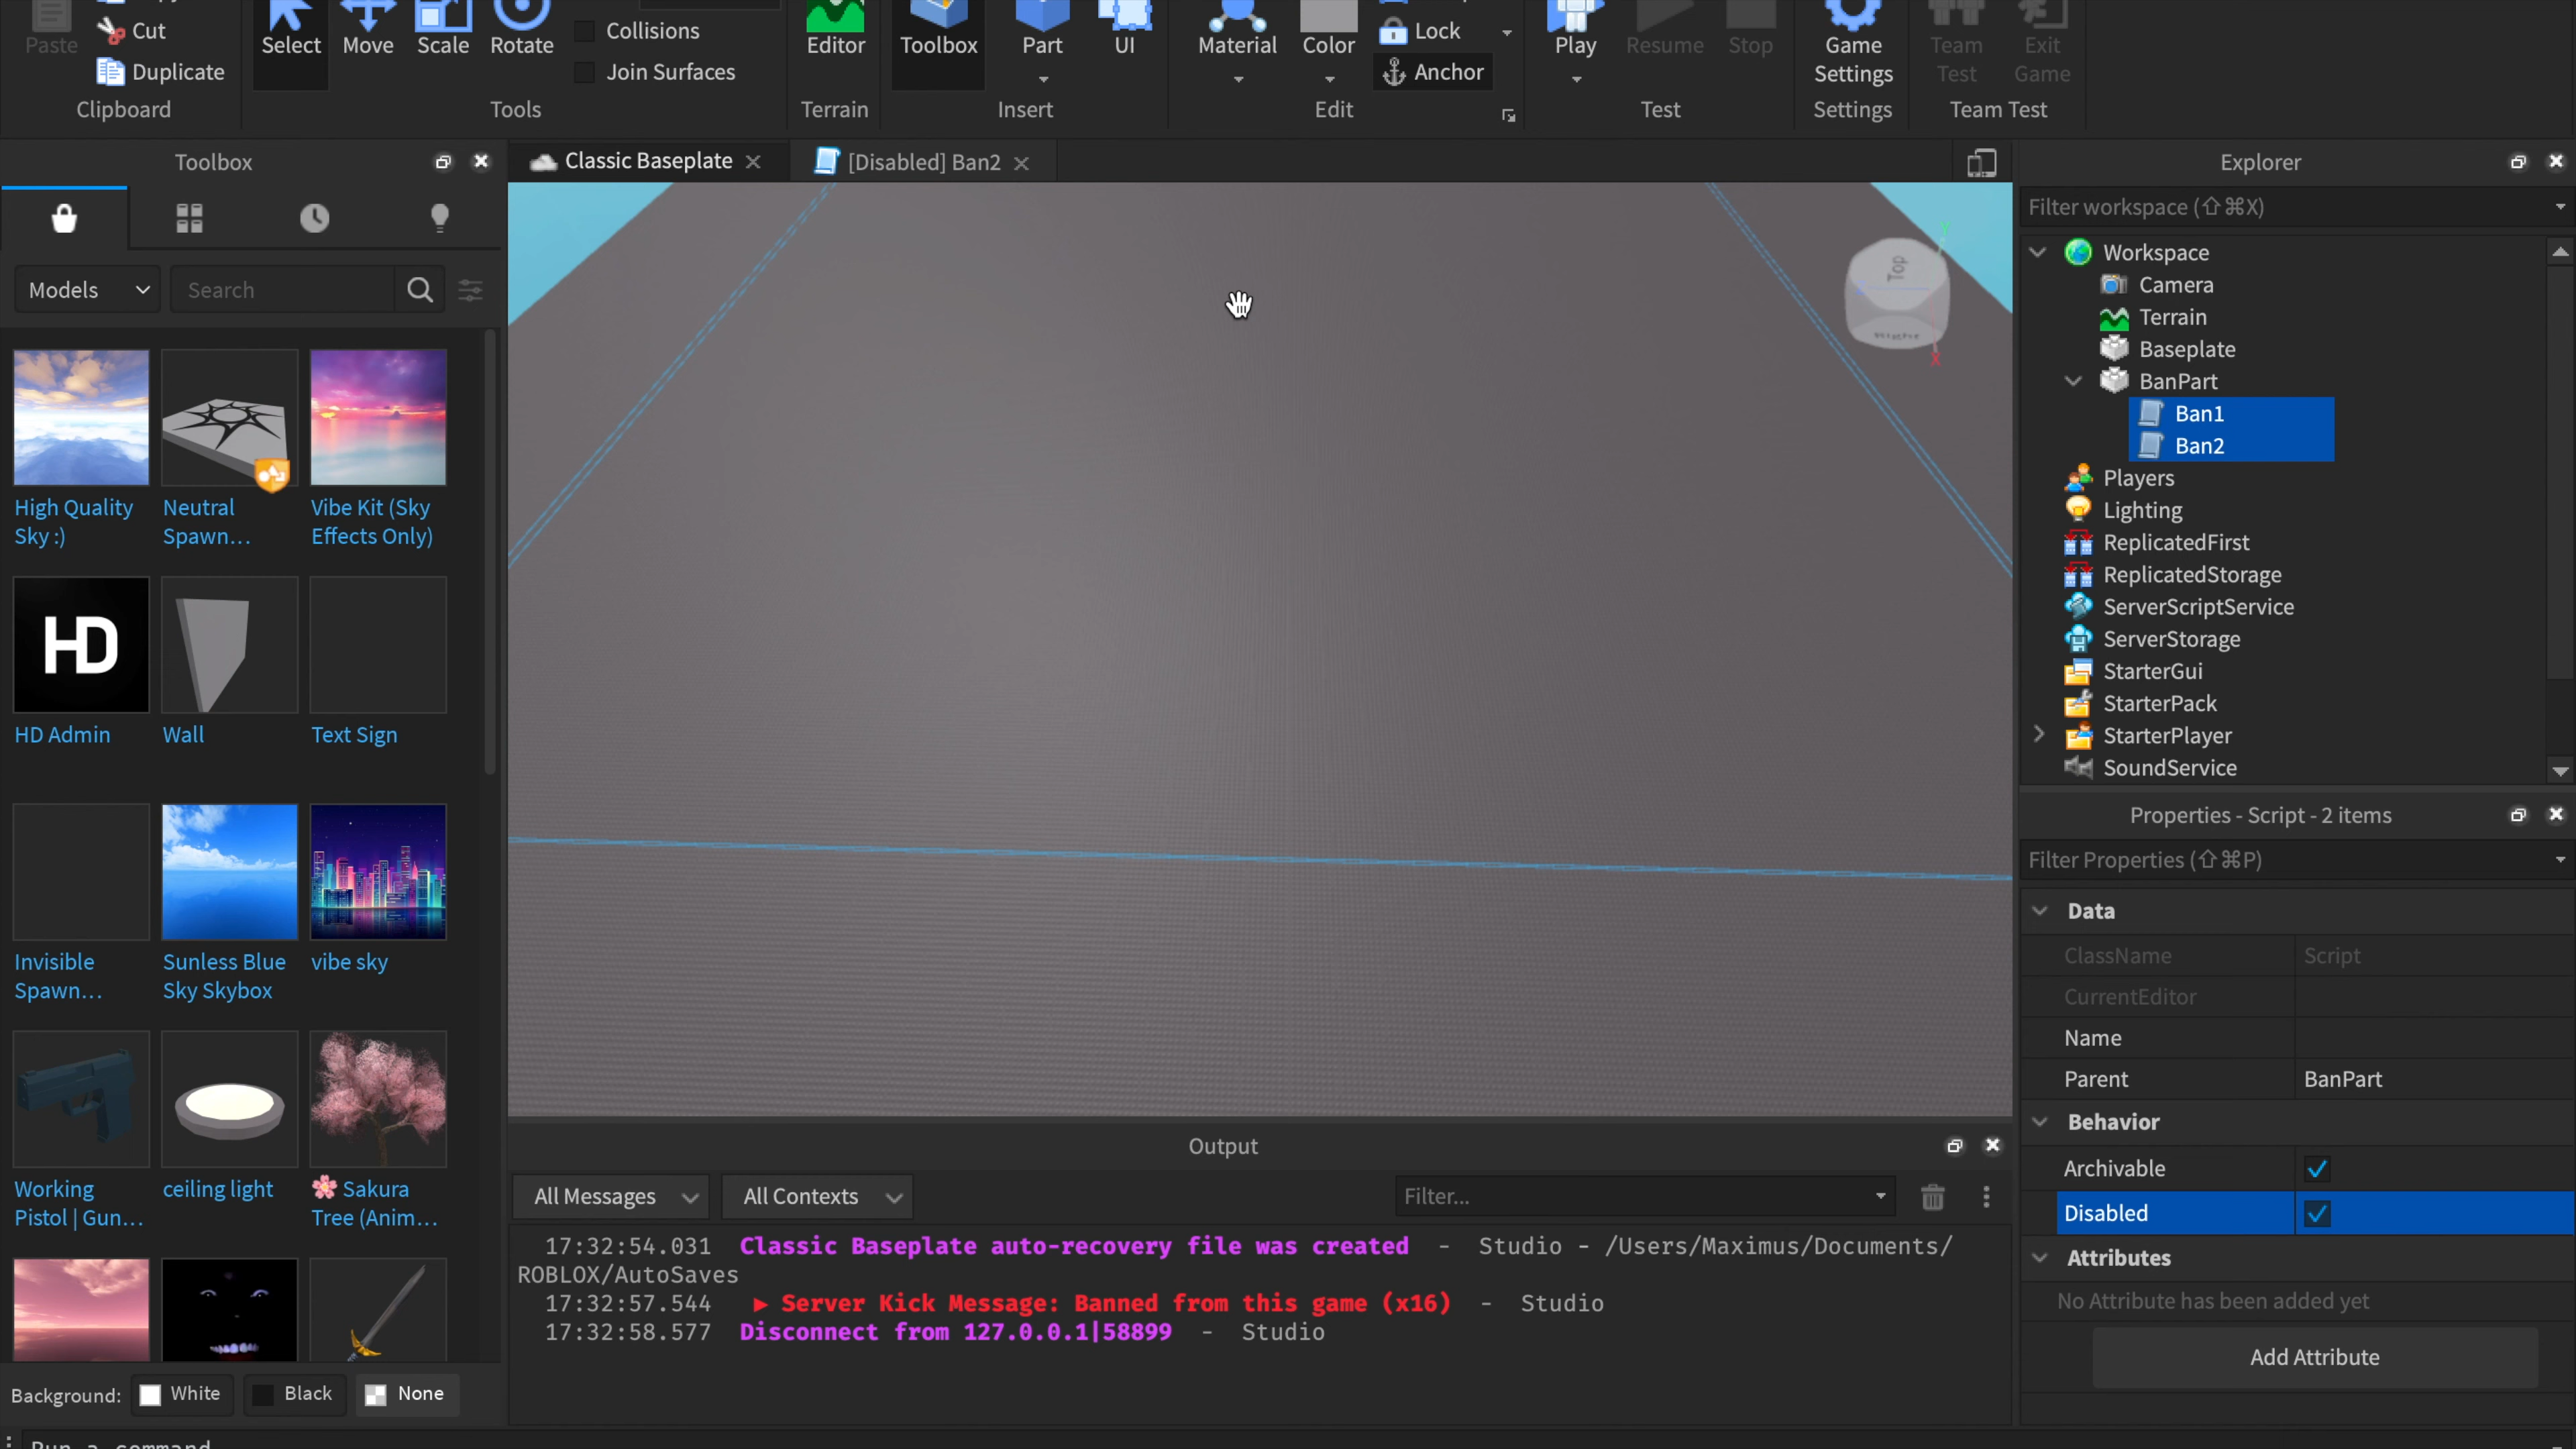 Paste
Cut
Duplicate
Clipboard
Select
Move
Scale
Rotate
Collisions
Join Surfaces
Tools
Editor
Terrain
Toolbox
Part
UI
Insert
Material
Color
Lock
Anchor
Edit
Play
Resume
Stop
Test
Game
Settings
Settings
Team
Test
Exit
Game
Team Test
Toolbox
Classic Baseplate
[Disabled] Ban2
Explorer
Models
Search
High Quality
Sky :)
Neutral
Spawn...
Vibe Kit (Sky
Effects Only)
HD
HD Admin
Wall
Text Sign
Invisible
Spawn...
Sunless Blue
Sky Skybox
vibe sky
Working
Pistol | Gun...
ceiling light
Sakura
Tree (Anim...
Background:
White
Black
None
Run a command
Top
Y
X
Output
All Messages
All Contexts
Filter...
17:32:54.031 Classic Baseplate auto-recovery file was created - Studio - /Users/Maximus/Documents/
ROBLOX/AutoSaves
17:32:57.544 ▶ Server Kick Message: Banned from this game (x16) - Studio
17:32:58.577 Disconnect from 127.0.0.1|58899 - Studio
Filter workspace (⇧⌘X)
Workspace
Camera
Terrain
Baseplate
BanPart
Ban1
Ban2
Players
Lighting
ReplicatedFirst
ReplicatedStorage
ServerScriptService
ServerStorage
StarterGui
StarterPack
StarterPlayer
SoundService
Properties - Script - 2 items
Filter Properties (⇧⌘P)
Data
ClassName Script
CurrentEditor
Name
Parent BanPart
Behavior
Archivable
Disabled
Attributes
No Attribute has been added yet
Add Attribute